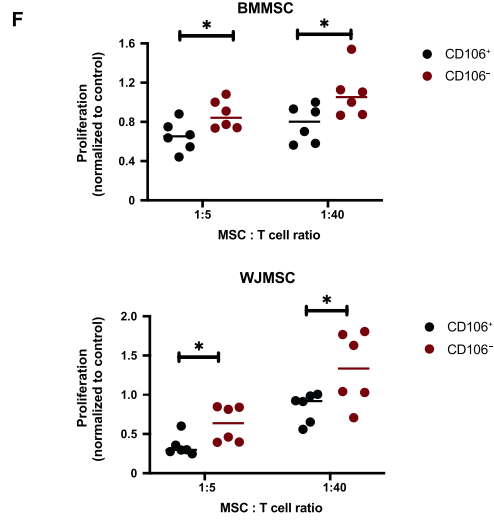 F
BMMSC
*
*
Proliferation
(normalized to control)
1.6
1.2
0.8
0.4
0
1:5
1:40
MSC : T cell ratio
CD106⁺
CD106⁻
WJMSC
*
*
Proliferation
(normalized to control)
2.0
1.5
1.0
0.5
0
1:5
1:40
MSC : T cell ratio
CD106⁺
CD106⁻